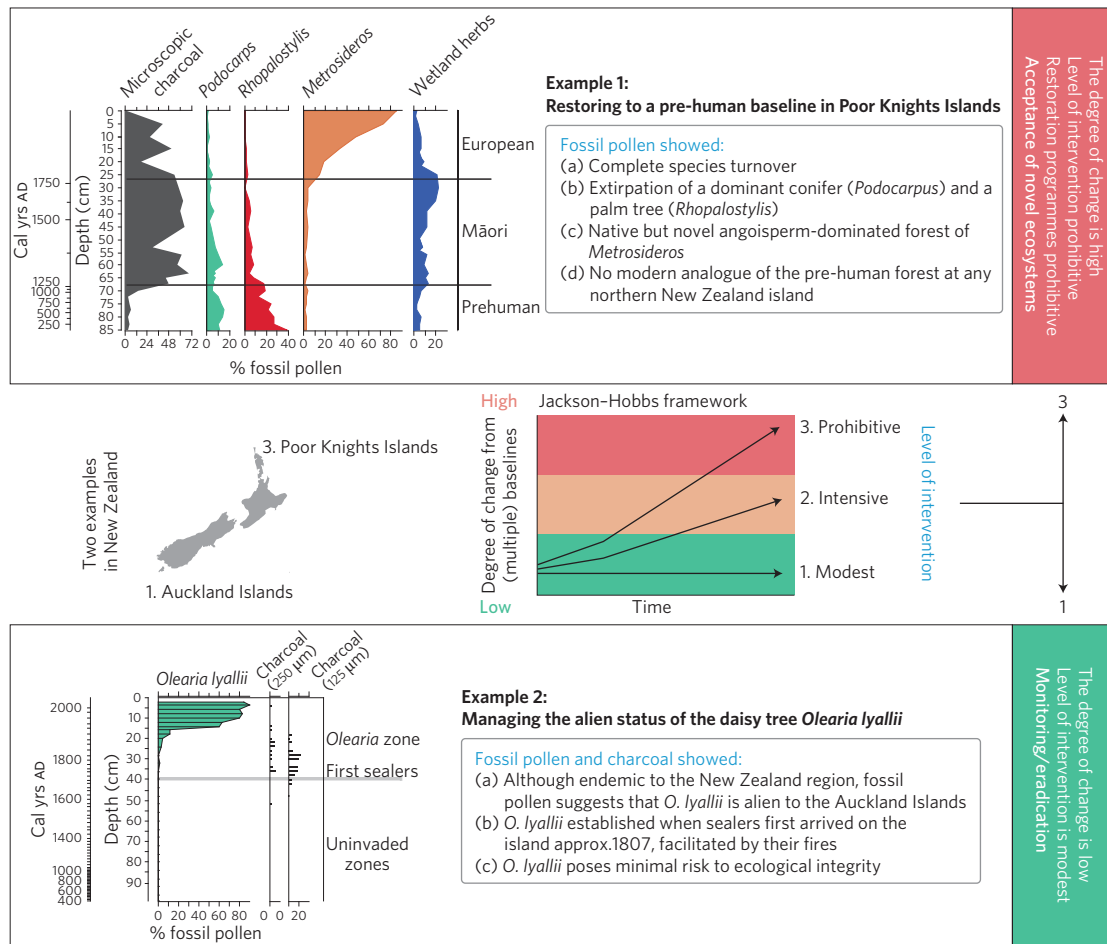 Microscopic charcoal
Podocarps
Rhopalostylis
Metrosideros
Wetland herbs
Cal yrs AD
1750
1500
1250
1000
750
500
250
Depth (cm)
0
5
10
15
20
25
30
35
40
45
50
55
60
65
70
75
80
85
European
Māori
Prehuman
0 24 48 72
0 20
0 20 40
0 20 40 60 80
0 20
% fossil pollen
Example 1:
Restoring to a pre-human baseline in Poor Knights Islands
Fossil pollen showed:
(a) Complete species turnover
(b) Extirpation of a dominant conifer (Podocarpus) and a
palm tree (Rhopalostylis)
(c) Native but novel angoisperm-dominated forest of
Metrosideros
(d) No modern analogue of the pre-human forest at any
northern New Zealand island
The degree of change is high
Level of intervention prohibitive
Restoration programmes prohibitive
Acceptance of novel ecosystems
Two examples
in New Zealand
3. Poor Knights Islands
1. Auckland Islands
High
Jackson–Hobbs framework
Degree of change from
(multiple) baselines
Low
Time
3. Prohibitive
2. Intensive
1. Modest
Level of intervention
3
1
Olearia lyallii
Charcoal
(250 µm)
Charcoal
(125 µm)
Cal yrs AD
2000
1800
1600
1400
1000
800
600
400
Depth (cm)
0
10
20
30
40
50
60
70
80
90
Olearia zone
First sealers
Uninvaded
zones
0 20 40 60 80
0
0 20
% fossil pollen
Example 2:
Managing the alien status of the daisy tree Olearia lyallii
Fossil pollen and charcoal showed:
(a) Although endemic to the New Zealand region, fossil
pollen suggests that O. lyallii is alien to the Auckland Islands
(b) O. lyallii established when sealers first arrived on the
island approx.1807, facilitated by their fires
(c) O. lyallii poses minimal risk to ecological integrity
The degree of change is low
Level of intervention is modest
Monitoring/eradication